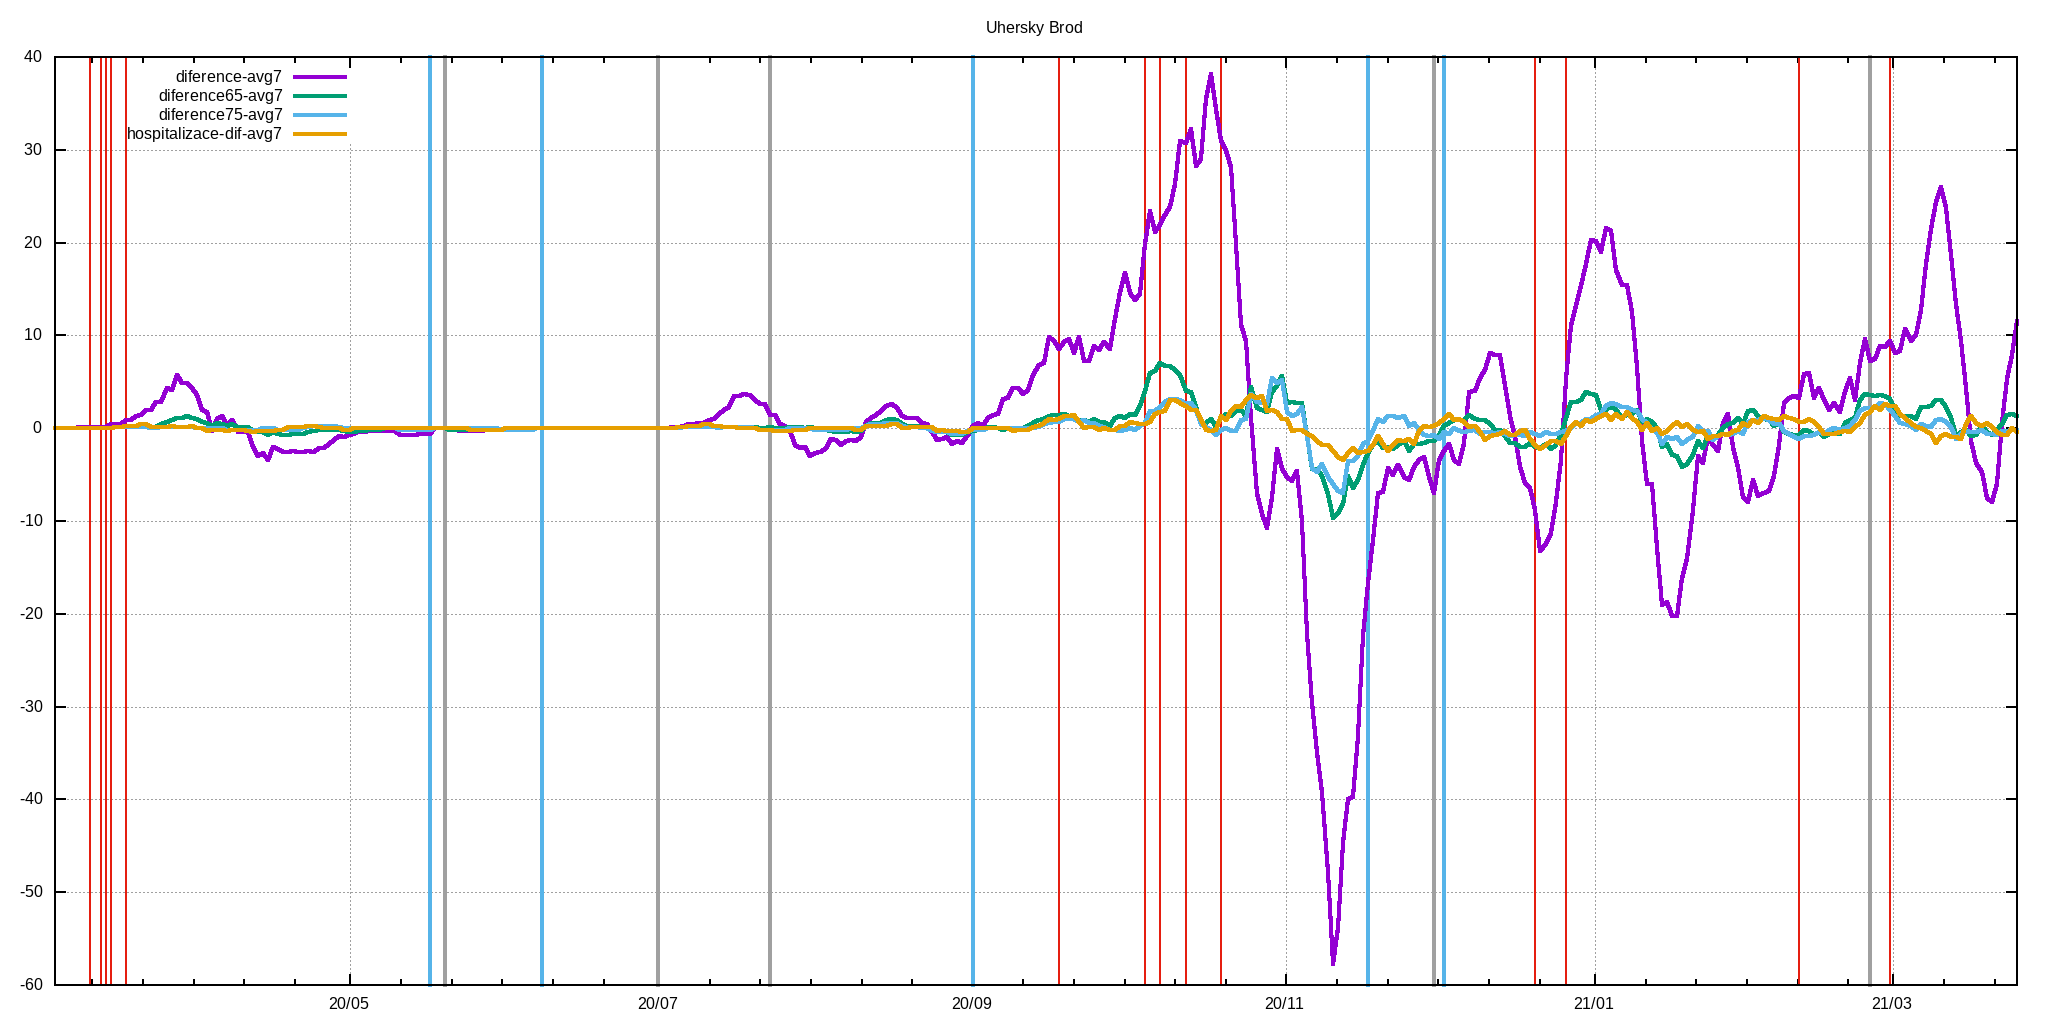 Uhersky Brod
40
30
20
10
0
-10
-20
-30
-40
-50
-60
diference-avg7
diference65-avg7
diference75-avg7
hospitalizace-dif-avg7
20/05 20/07 20/09 20/11 21/01 21/03